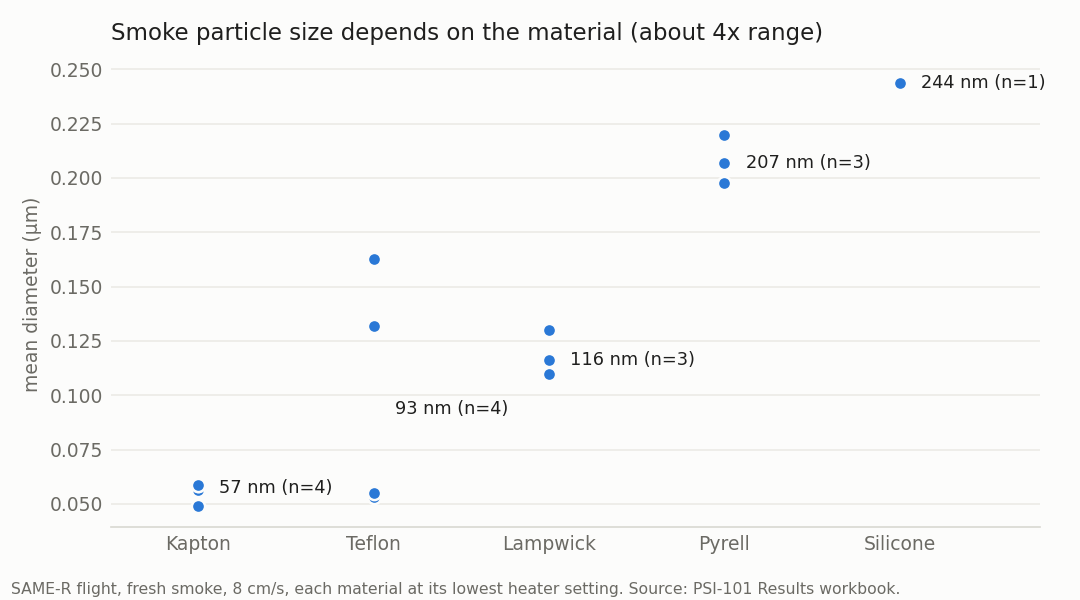 Smoke particle size depends on the material (about 4x range)
mean diameter (µm)
0.250
0.225
0.200
0.175
0.150
0.125
0.100
0.075
0.050
244 nm (n=1)
207 nm (n=3)
116 nm (n=3)
93 nm (n=4)
57 nm (n=4)
Kapton Teflon Lampwick Pyrell Silicone
SAME-R flight, fresh smoke, 8 cm/s, each material at its lowest heater setting. Source: PSI-101 Results workbook.